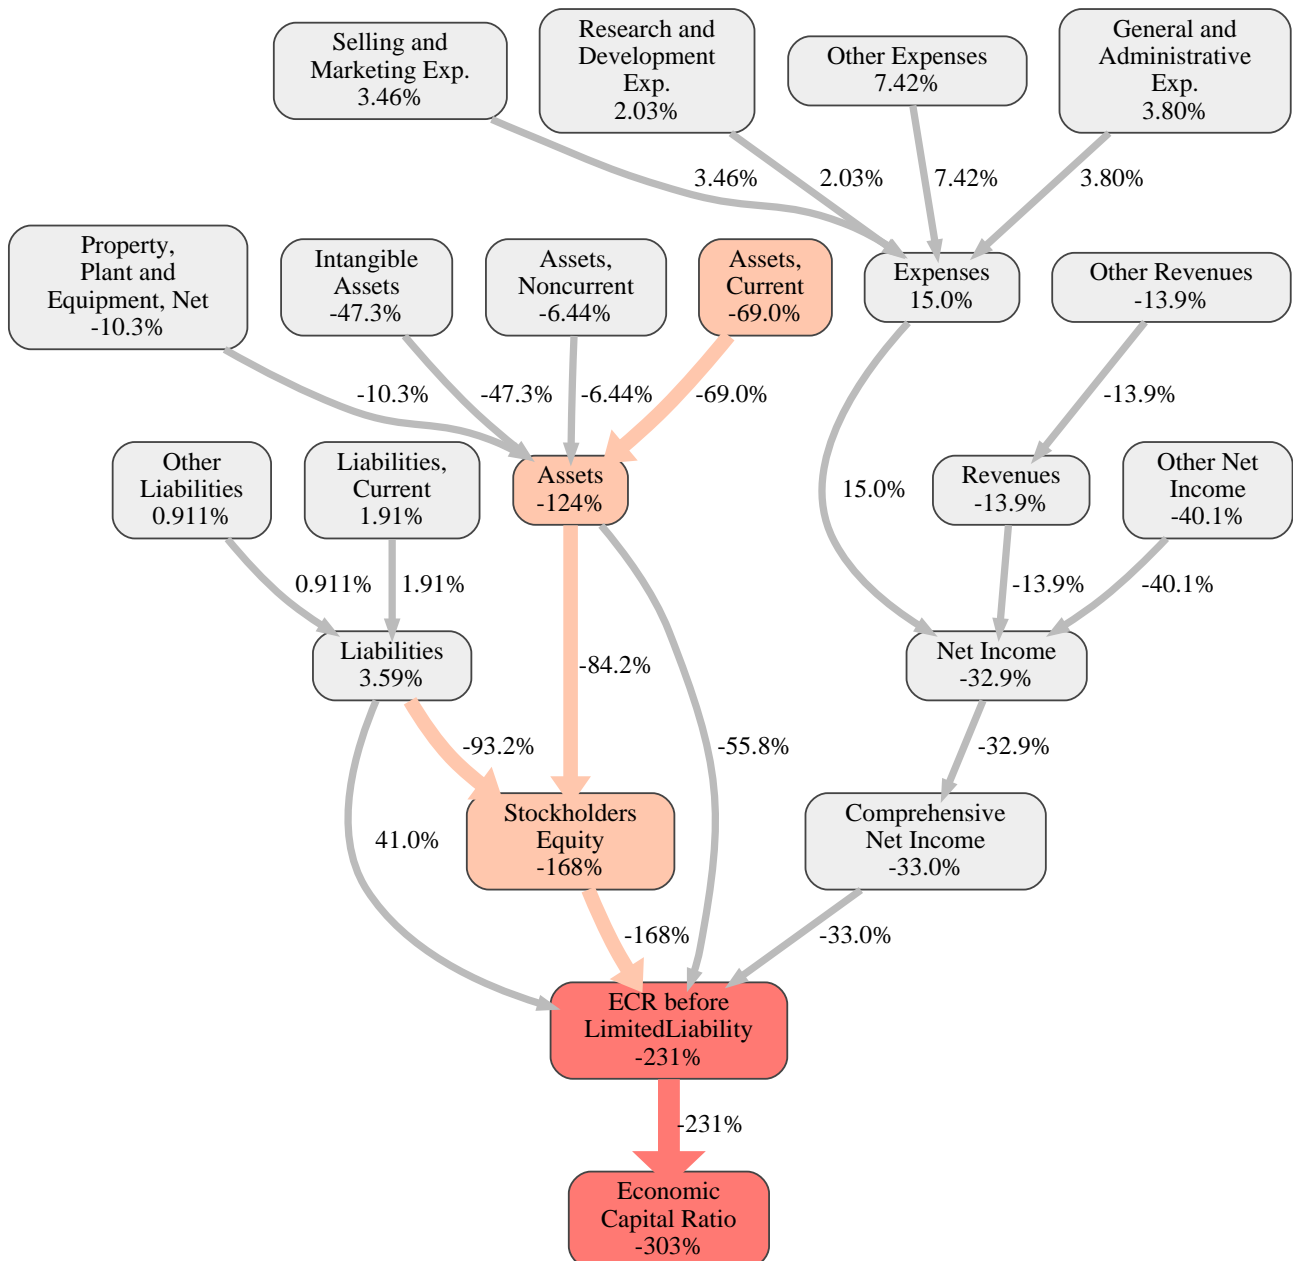 Selling and
Marketing Exp.
3.46%
Research and
Development
Exp.
2.03%
Other Expenses
7.42%
General and
Administrative
Exp.
3.80%
3.46%
2.03%
7.42%
3.80%
Property,
Plant and
Equipment, Net
-10.3%
Intangible
Assets
-47.3%
Assets,
Noncurrent
-6.44%
Assets,
Current
-69.0%
Expenses
15.0%
Other Revenues
-13.9%
-10.3%
-47.3%
-6.44%
-69.0%
-13.9%
Other
Liabilities
0.911%
Liabilities,
Current
1.91%
Assets
-124%
15.0%
Revenues
-13.9%
Other Net
Income
-40.1%
0.911%
1.91%
-13.9%
-40.1%
Liabilities
3.59%
-84.2%
Net Income
-32.9%
-93.2%
-55.8%
-32.9%
41.0%
Stockholders
Equity
-168%
Comprehensive
Net Income
-33.0%
-168%
-33.0%
ECR before
LimitedLiability
-231%
-231%
Economic
Capital Ratio
-303%